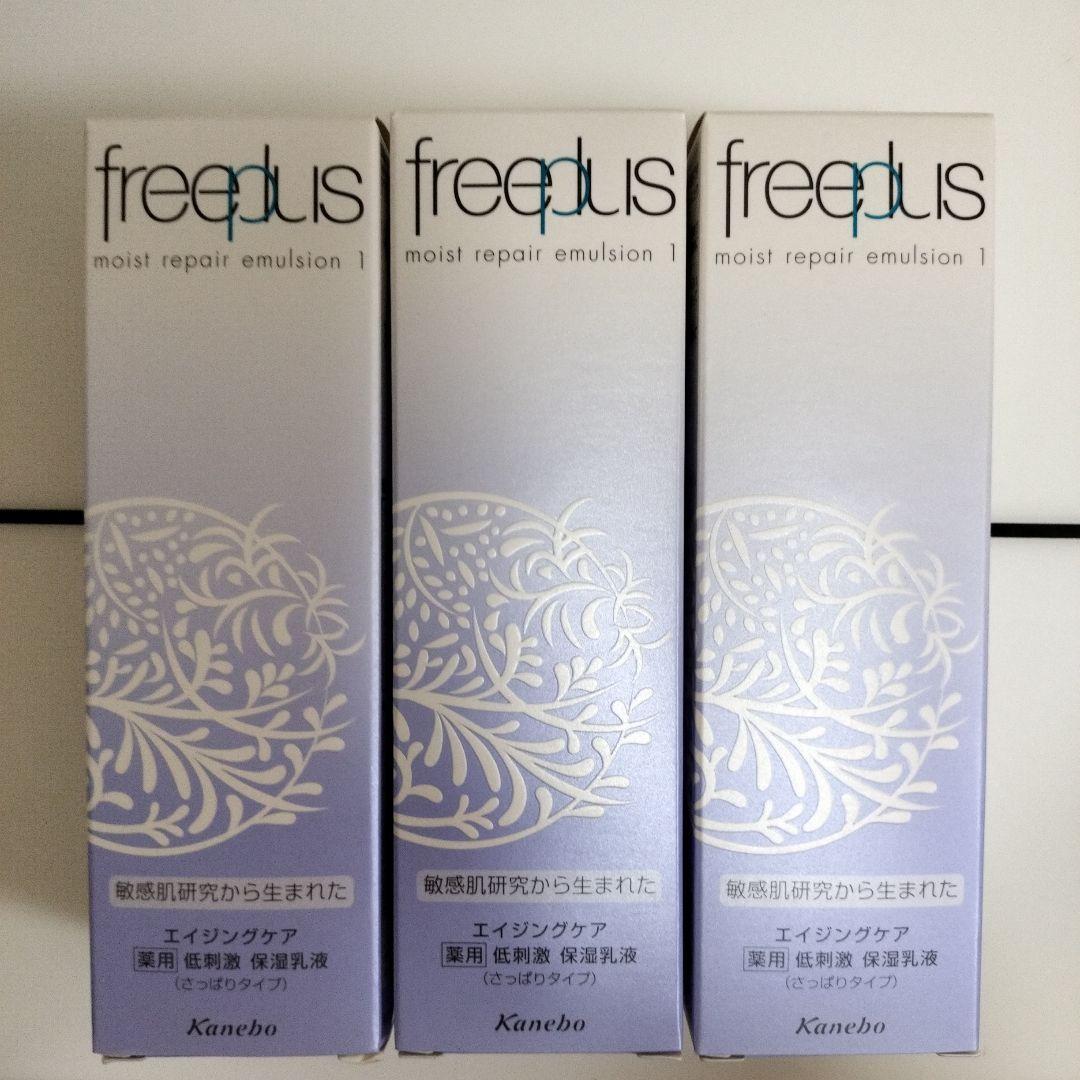 freeplus
moist repair emulsion 1
敏感肌研究から生まれた
エイジングケア
薬用 低刺激 保湿乳液
(さっぱりタイプ)
Kanebo
freeplus
moist repair emulsion 1
敏感肌研究から生まれた
エイジングケア
薬用 低刺激 保湿乳液
(さっぱりタイプ)
Kanebo
freeplus
moist repair emulsion 1
敏感肌研究から生まれた
エイジングケア
薬用 低刺激 保湿乳液
(さっぱりタイプ)
Kanebo